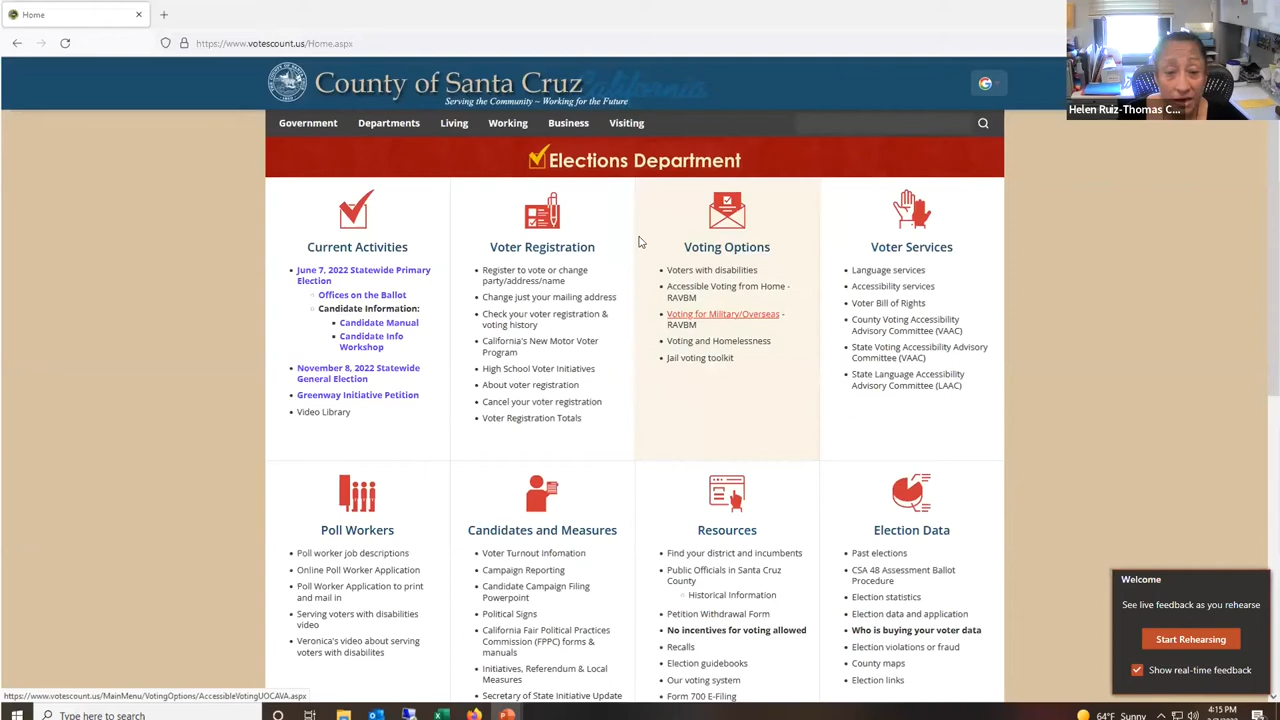 Home
https://www.votescount.us/Home.aspx
County of Santa Cruz
Serving the Community ~ Working for the Future
Helen Ruiz-Thomas C...
Government Departments Living Working Business Visiting
Elections Department
Current Activities
June 7, 2022 Statewide Primary
Election
Offices on the Ballot
Candidate Information:
Candidate Manual
Candidate Info
Workshop
November 8, 2022 Statewide
General Election
Greenway Initiative Petition
Video Library
Voter Registration
Register to vote or change
party/address/name
Change just your mailing address
Check your voter registration &
voting history
California's New Motor Voter
Program
High School Voter Initiatives
About voter registration
Cancel your voter registration
Voter Registration Totals
Voting Options
Voters with disabilities
Accessible Voting from Home -
RAVBM
Voting for Military/Overseas -
RAVBM
Voting and Homelessness
Jail voting toolkit
Voter Services
Language services
Accessibility services
Voter Bill of Rights
County Voting Accessibility
Advisory Committee (VAAC)
State Voting Accessibility Advisory
Committee (VAAC)
State Language Accessibility
Advisory Committee (LAAC)
Poll Workers
Poll worker job descriptions
Online Poll Worker Application
Poll Worker Application to print
and mail in
Serving voters with disabilities
video
Veronica's video about serving
voters with disabilites
Candidates and Measures
Voter Turnout Infomation
Campaign Reporting
Candidate Campaign Filing
Powerpoint
Political Signs
California Fair Political Practices
Commission (FPPC) forms &
manuals
Initiatives, Referendum & Local
Measures
Secretary of State Initiative Update
Resources
Find your district and incumbents
Public Officials in Santa Cruz
County
Historical Information
Petition Withdrawal Form
No incentives for voting allowed
Recalls
Election guidebooks
Our voting system
Form 700 E-Filing
Election Data
Past elections
CSA 48 Assessment Ballot
Procedure
Election statistics
Election data and application
Who is buying your voter data
Election violations or fraud
County maps
Election links
Welcome
See live feedback as you rehearse
Start Rehearsing
Show real-time feedback
https://www.votescount.us/MainMenu/VotingOptions/AccessibleVotingUOCAVA.aspx
Type here to search
64°F Sunny
4:15 PM